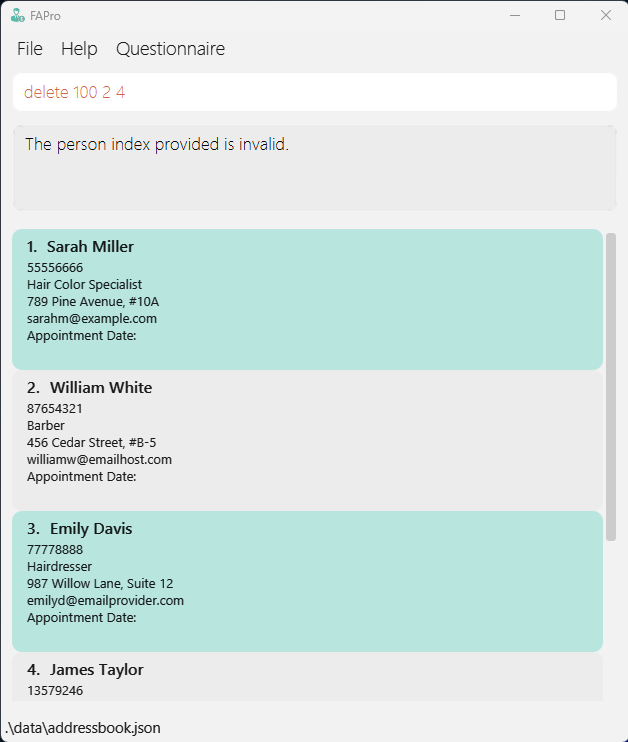 FAPro
File Help Questionnaire
delete 100 2 4
The person index provided is invalid.
1. Sarah Miller
55556666
Hair Color Specialist
789 Pine Avenue, #10A
sarahm@example.com
Appointment Date:
2. William White
87654321
Barber
456 Cedar Street, #B-5
williamw@emailhost.com
Appointment Date:
3. Emily Davis
77778888
Hairdresser
987 Willow Lane, Suite 12
emilyd@emailprovider.com
Appointment Date:
4. James Taylor
13579246
.\data\addressbook.json